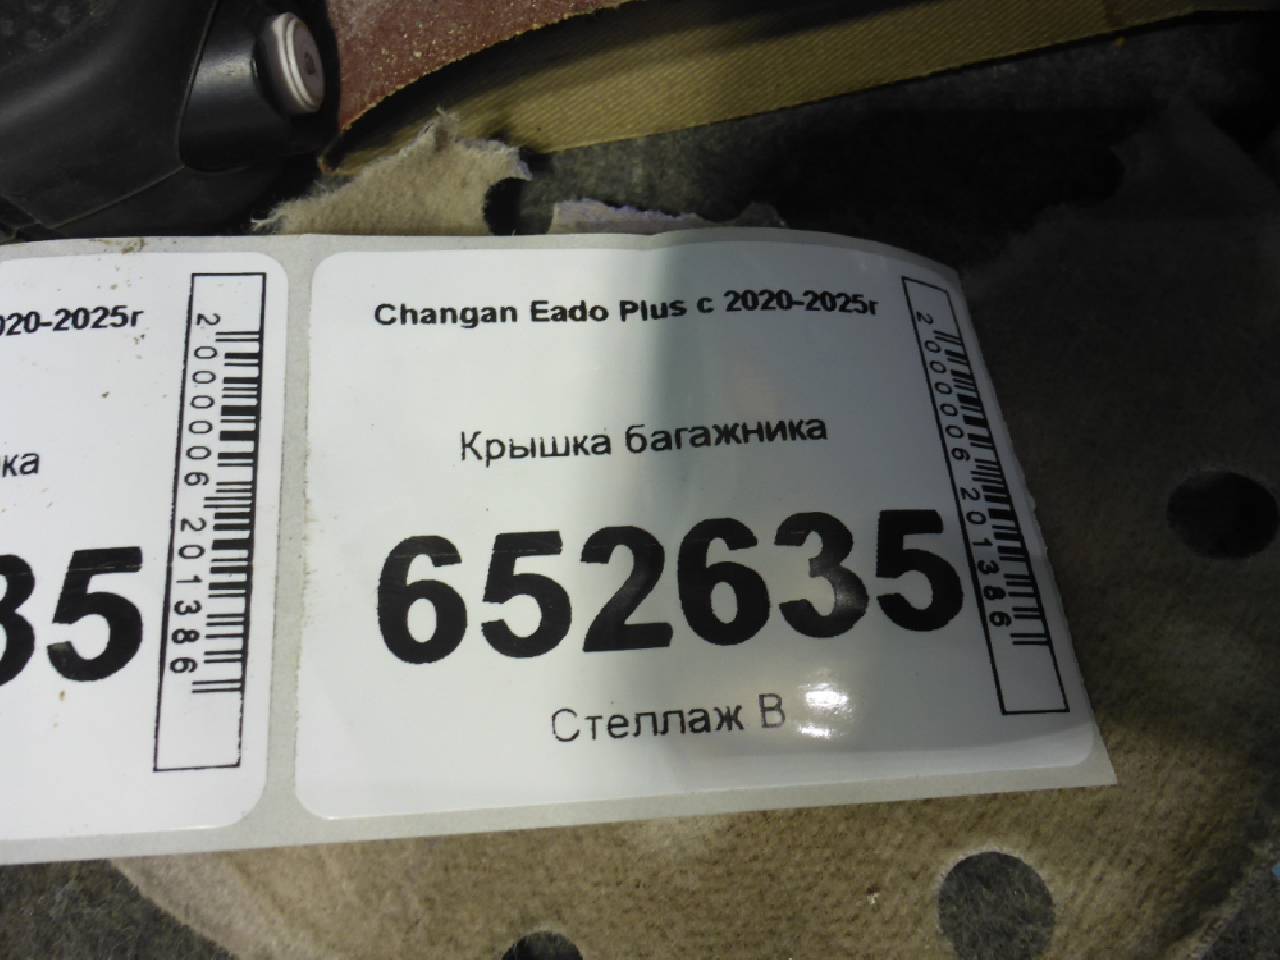 020-2025г
ка
35
2000006201386
Changan Eado Plus с 2020-2025г
Крышка багажника
652635
Стеллаж В
2000006201386